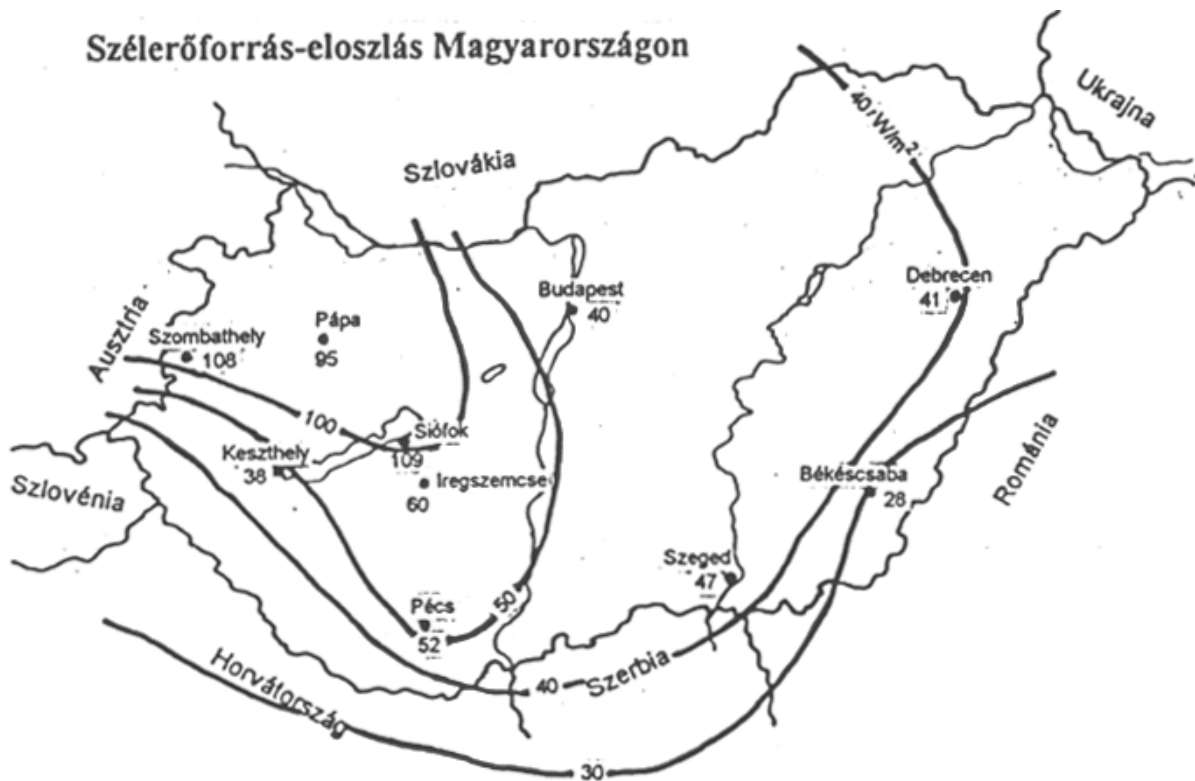 Szélerőforrás-eloszlás Magyarországon
40 W/m²
Ukrajna
Szlovákia
Ausztria
Budapest
40
Debrecen
41
Pápa
95
Szombathely
108
100
Siófok
109
Keszthely
38
Iregszemcse
60
Szlovénia
Békéscsaba
28
Románia
Szeged
47
50
Pécs
52
Horvátország
40
Szerbia
30